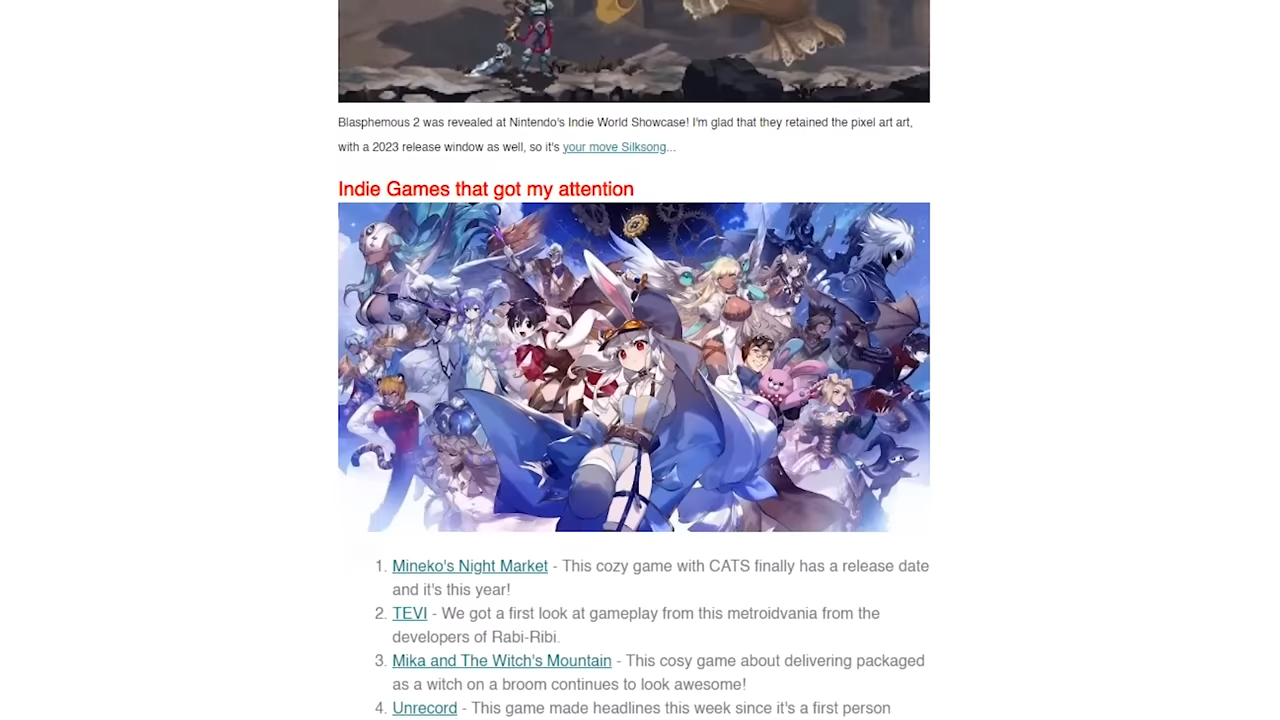 Blasphemous 2 was revealed at Nintendo's Indie World Showcase! I'm glad that they retained the pixel art art,
with a 2023 release window as well, so it's your move Silksong...
Indie Games that got my attention
1. Mineko's Night Market - This cozy game with CATS finally has a release date
and it's this year!
2. TEVI - We got a first look at gameplay from this metroidvania from the
developers of Rabi-Ribi.
3. Mika and The Witch's Mountain - This cosy game about delivering packaged
as a witch on a broom continues to look awesome!
4. Unrecord - This game made headlines this week since it's a first person